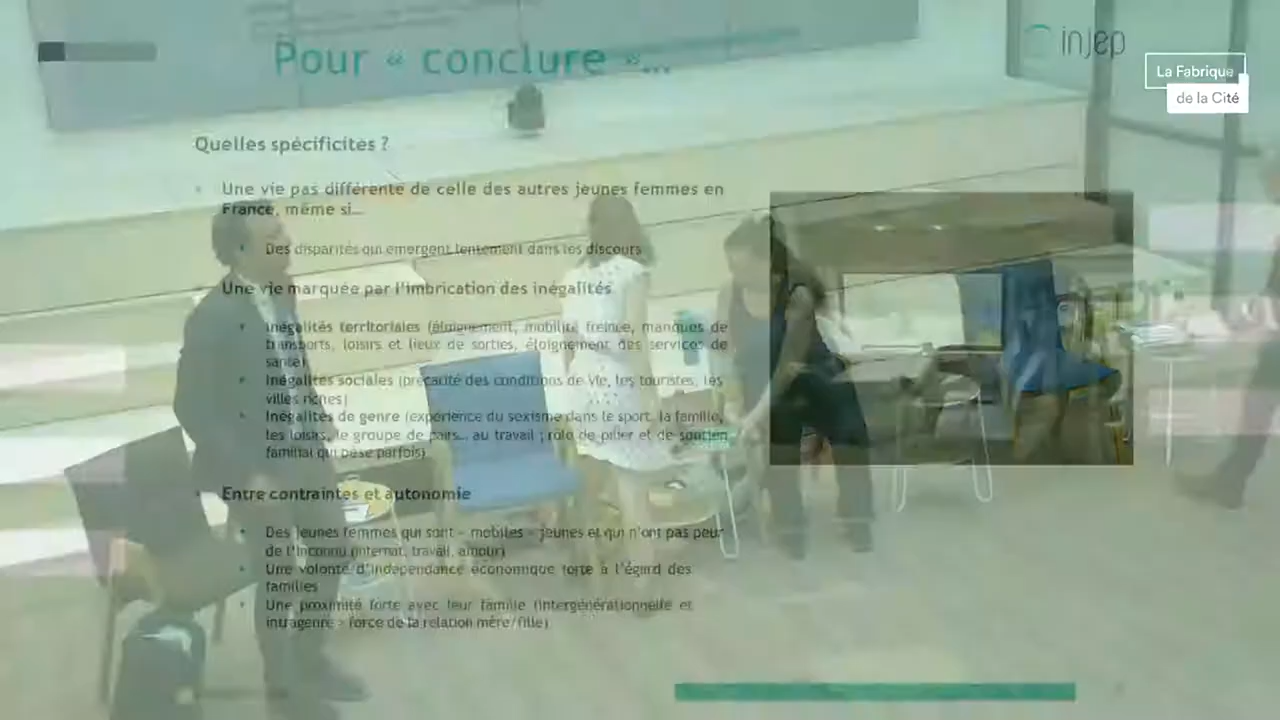 Pour « conclure »...
injep
La Fabrique
de la Cité
Quelles spécificités ?
Une vie pas différente de celle des autres jeunes femmes en
France, même si...
Des disparités qui émergent lentement dans les discours
Une vie marquée par l'imbrication des inégalités
Inégalités territoriales (éloignement, mobilité freinée, manques de
transports, loisirs et lieux de sorties, éloignement des services de
santé)
Inégalités sociales (précarité des conditions de vie, les touristes, les
villes riches)
Inégalités de genre (expérience du sexisme dans le sport, la famille,
les loisirs, le groupe de pairs... au travail ; rôle de pilier et de soutien
familial qui pèse parfois)
Entre contraintes et autonomie
Des jeunes femmes qui sont « mobiles » jeunes et qui n'ont pas peur
de l'inconnu (internat, travail, amour)
Une volonté d'indépendance économique forte à l'égard des
familles
Une proximité forte avec leur famille (intergénérationnelle et
intragenre > force de la relation mère/fille)